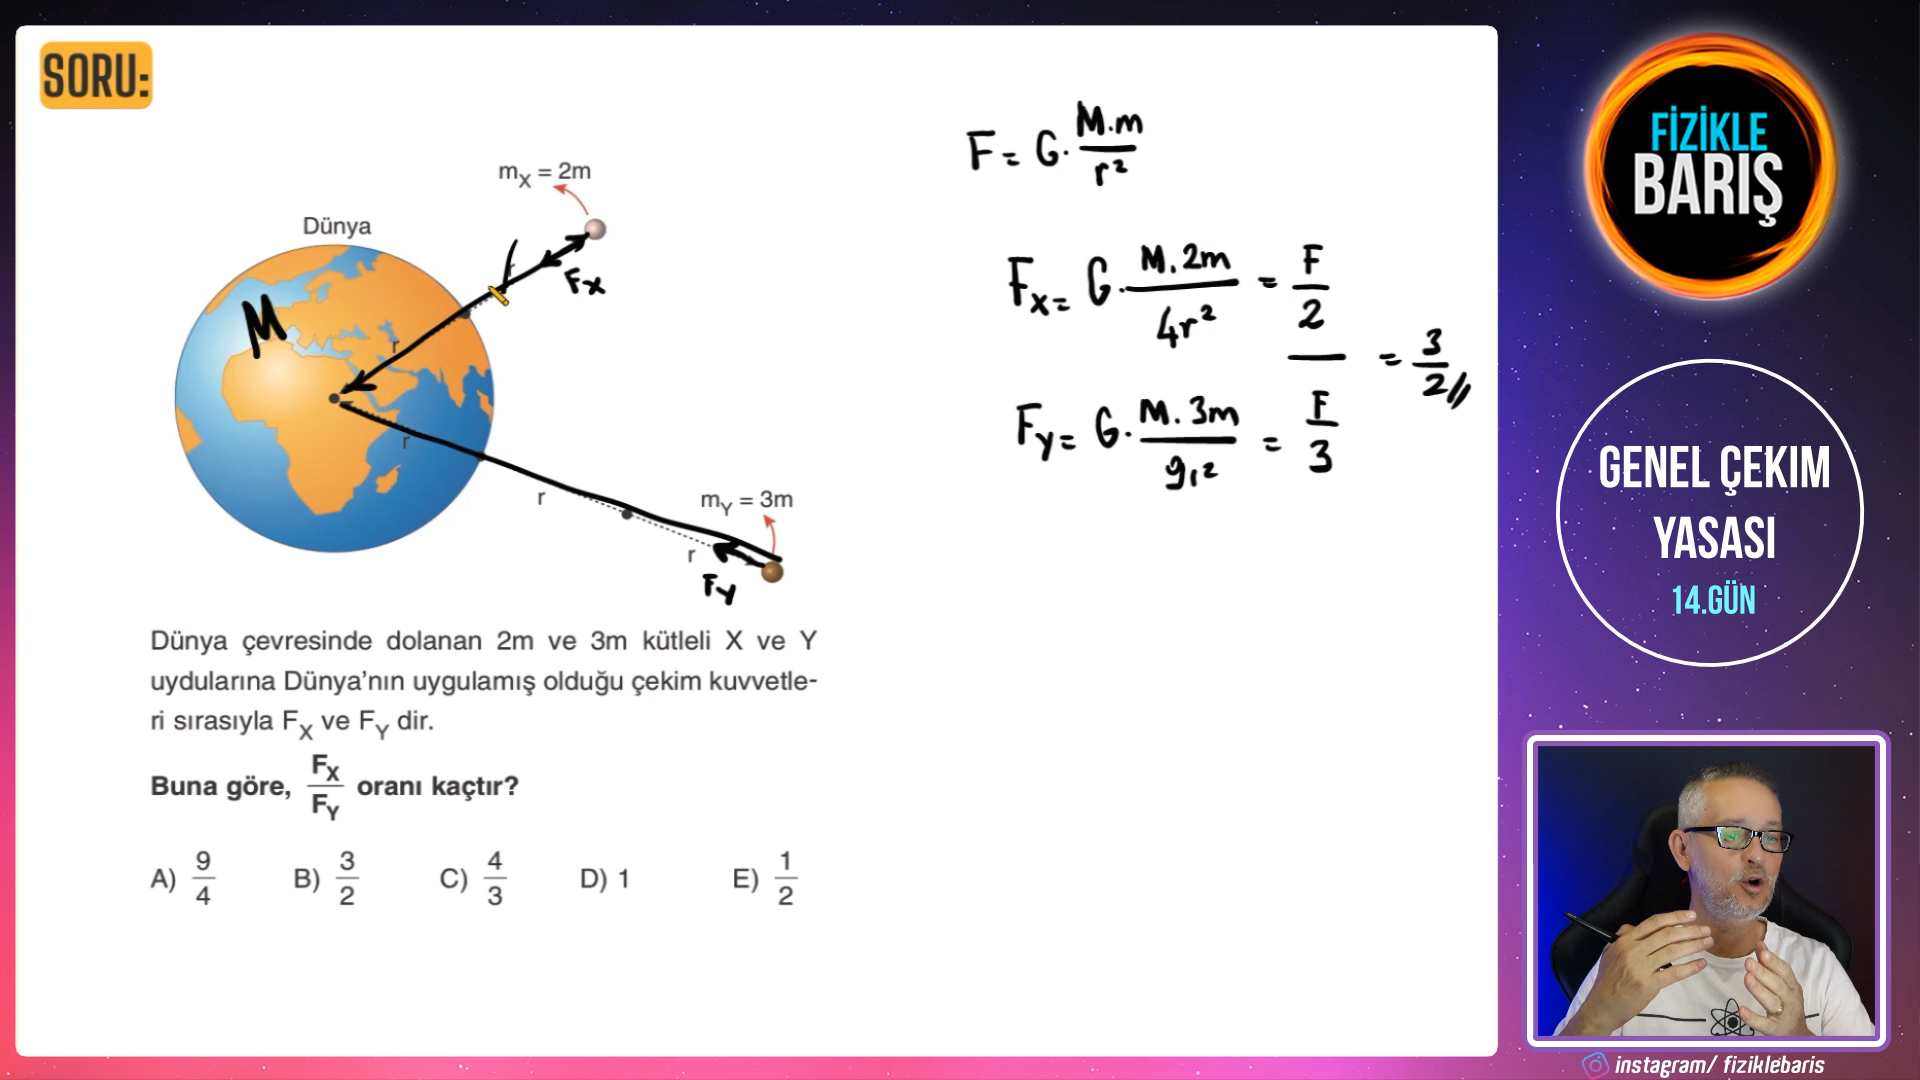 SORU:
m_X = 2m
Dünya
r
F_X
M
r
r
r
m_Y = 3m
r
F_Y
Dünya çevresinde dolanan 2m ve 3m kütleli X ve Y
uydularına Dünya'nın uygulamış olduğu çekim kuvvetle-
ri sırasıyla F_X ve F_Y dir.
Buna göre, F_X/F_Y oranı kaçtır?
A) 9/4 B) 3/2 C) 4/3 D) 1 E) 1/2
F = G · M.m/r²
F_x = G · M.2m/4r² = F/2
= 3/2 //
F_y = G · M.3m/9r² = F/3
FİZİKLE
BARIŞ
GENEL ÇEKIM
YASASI
14.GÜN
instagram/ fiziklebaris